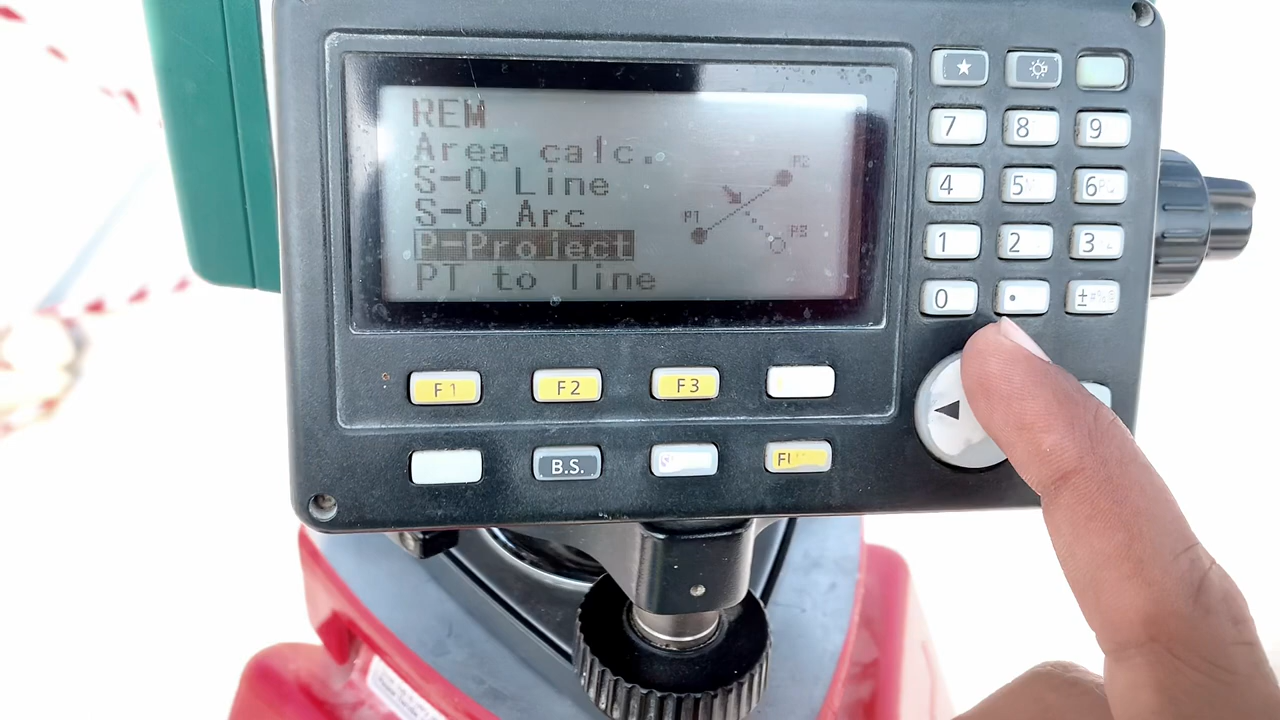 REM
Area calc.
S-O Line
S-O Arc
P-Project
PT to line
P1
P2
P3
7 8 9
4 5 6
1 2 3
0 . ±
F1 F2 F3
B.S.